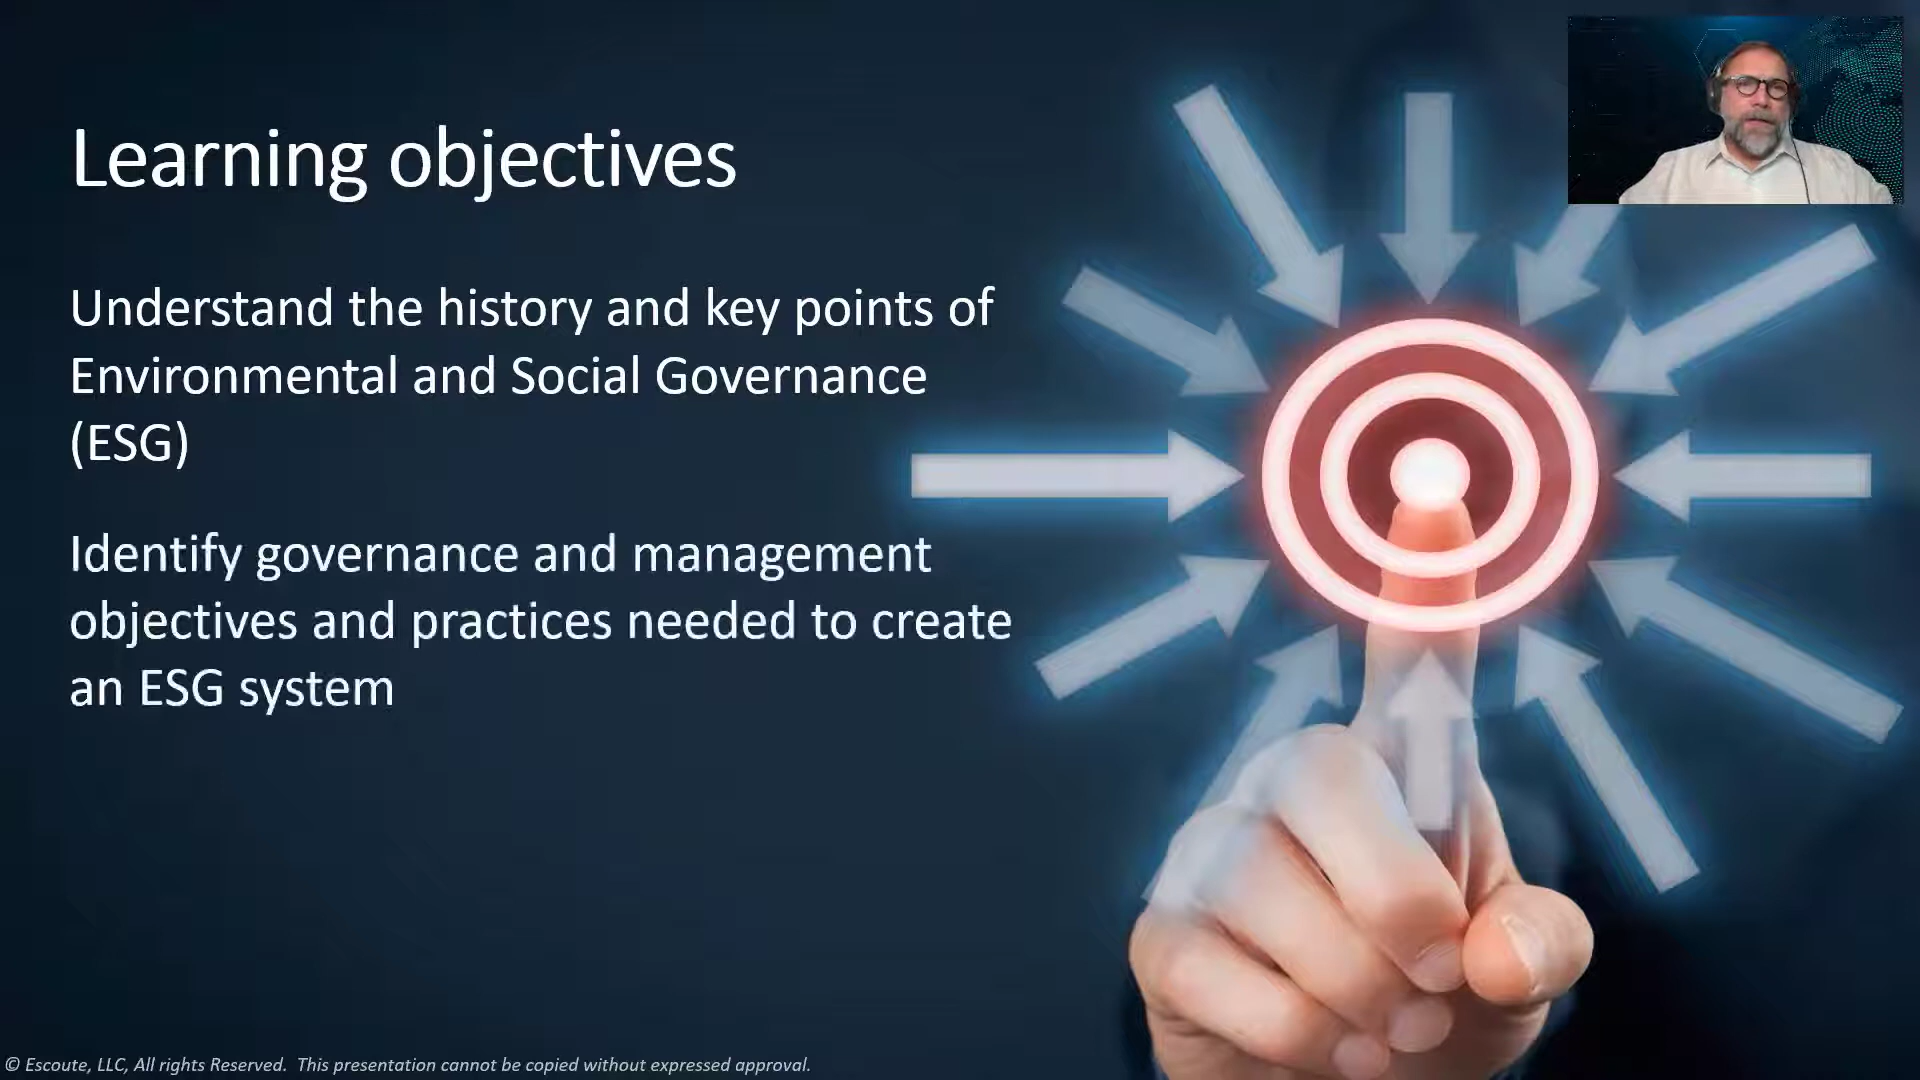 Learning objectives
Understand the history and key points of
Environmental and Social Governance
(ESG)
Identify governance and management
objectives and practices needed to create
an ESG system
© Escoute, LLC, All rights Reserved.  This presentation cannot be copied without expressed approval.